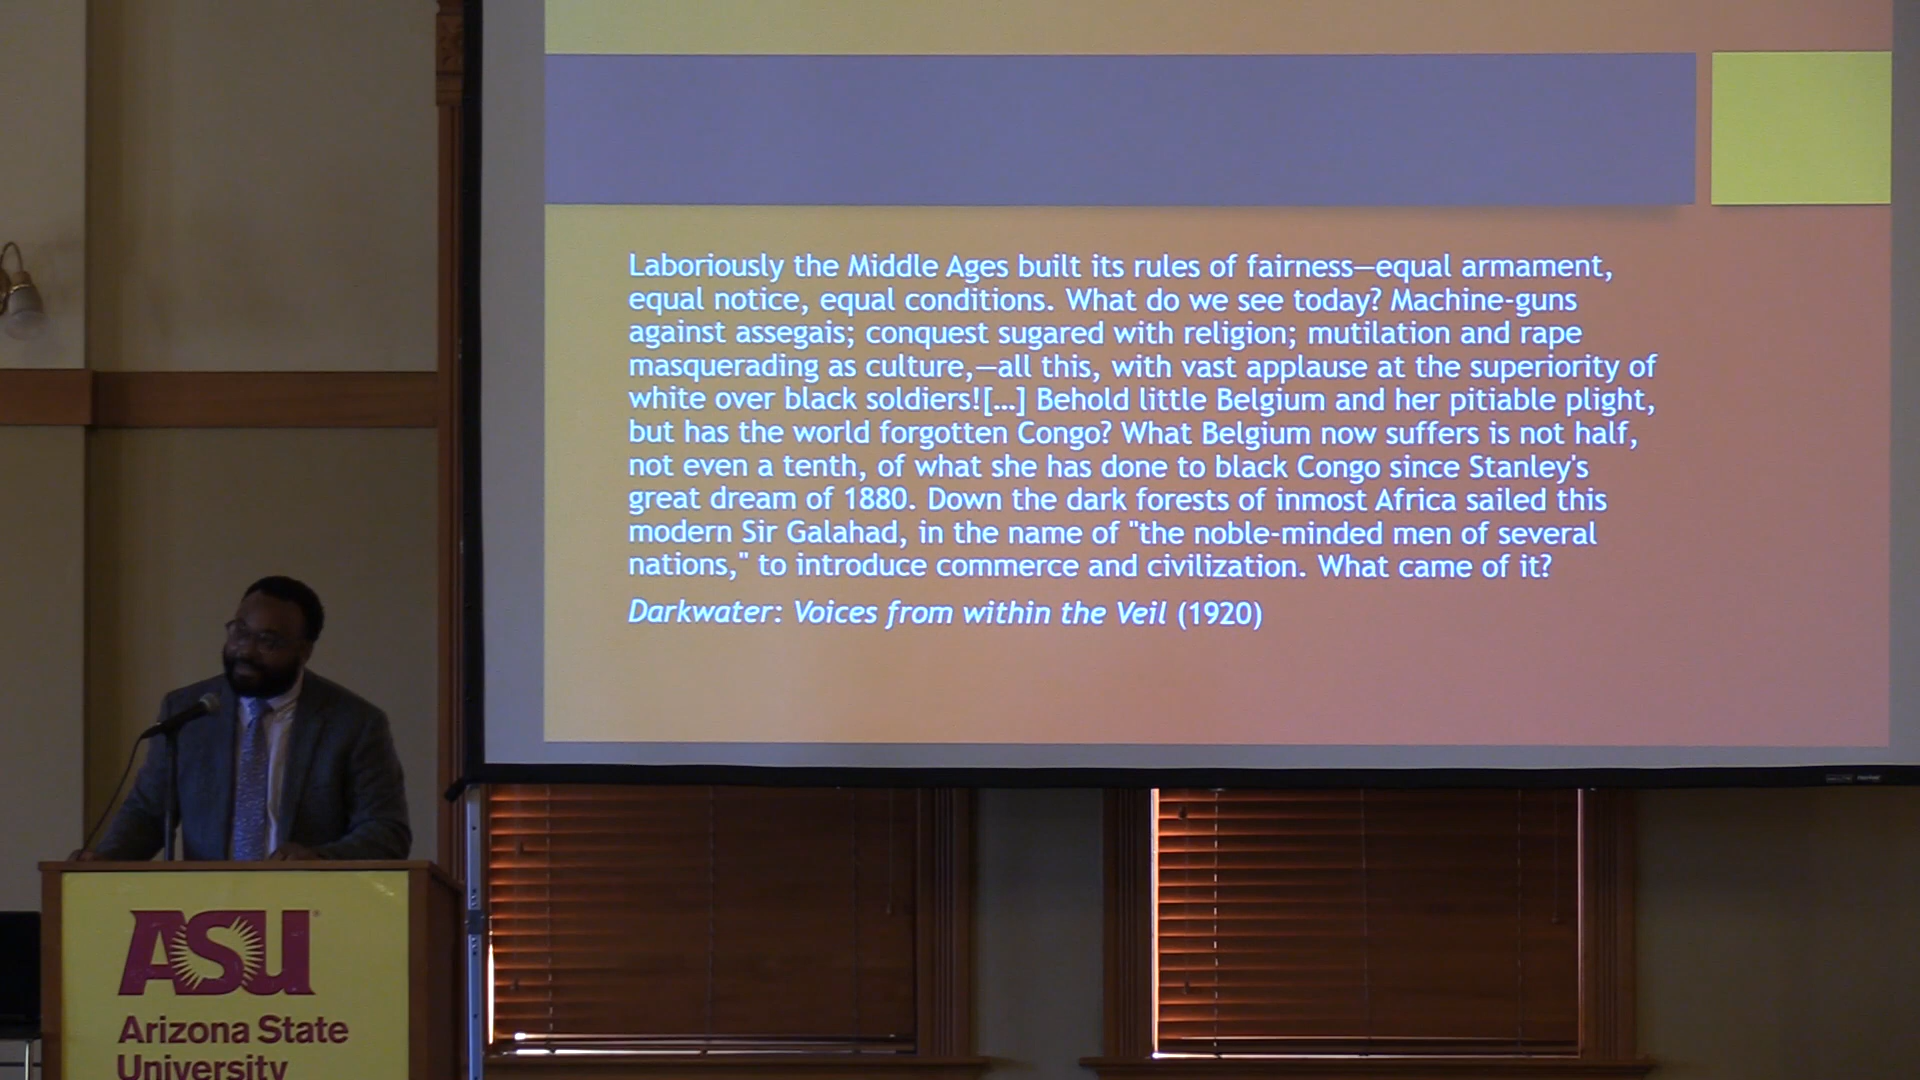 Laboriously the Middle Ages built its rules of fairness—equal armament,
equal notice, equal conditions. What do we see today? Machine-guns
against assegais; conquest sugared with religion; mutilation and rape
masquerading as culture,—all this, with vast applause at the superiority of
white over black soldiers![…] Behold little Belgium and her pitiable plight,
but has the world forgotten Congo? What Belgium now suffers is not half,
not even a tenth, of what she has done to black Congo since Stanley's
great dream of 1880. Down the dark forests of inmost Africa sailed this
modern Sir Galahad, in the name of "the noble-minded men of several
nations," to introduce commerce and civilization. What came of it?
Darkwater: Voices from within the Veil (1920)
ASU
Arizona State
University